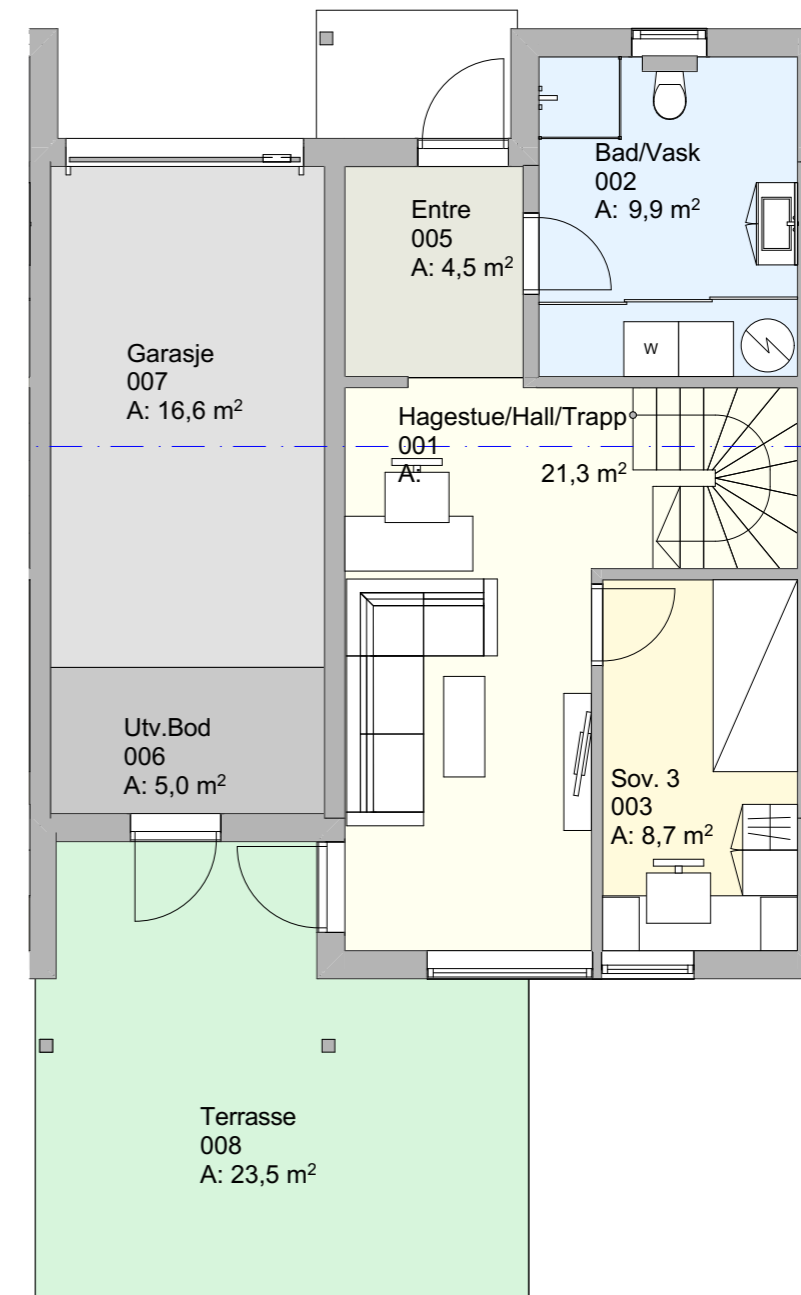 Bad/Vask
002
A: 9,9 m²
Entre
005
A: 4,5 m²
W
Garasje
007
A: 16,6 m²
Hagestue/Hall/Trapp
001
A: 21,3 m²
Utv.Bod
006
A: 5,0 m²
Sov. 3
003
A: 8,7 m²
Terrasse
008
A: 23,5 m²